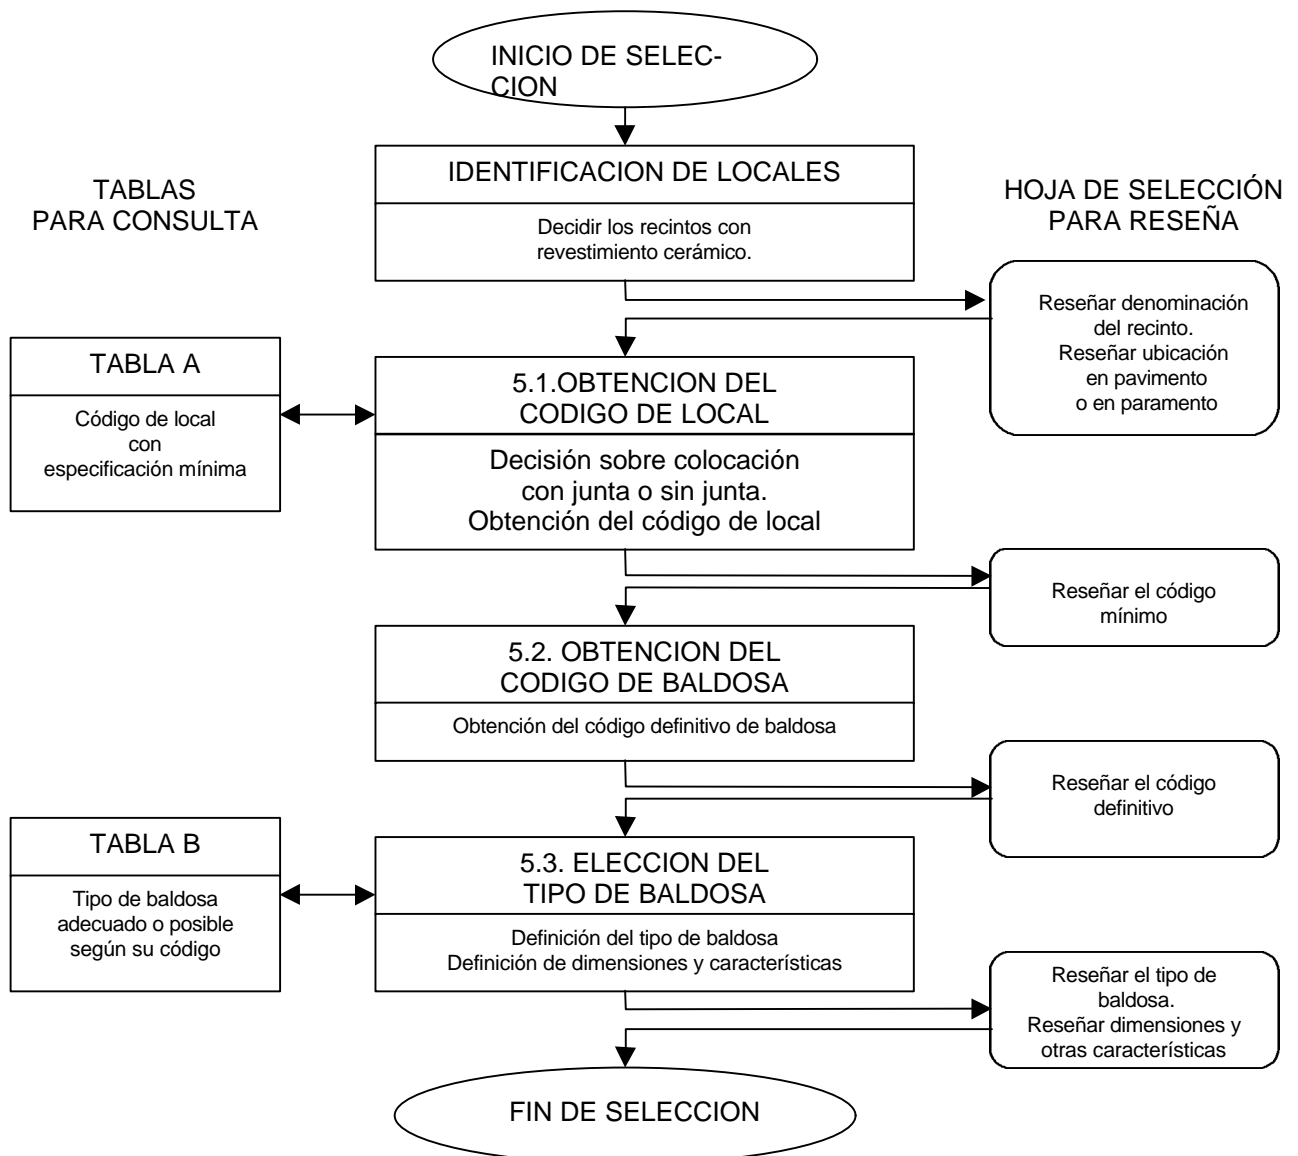 INICIO DE SELEC-
CION
IDENTIFICACION DE LOCALES
Decidir los recintos con
revestimiento cerámico.
TABLAS
PARA CONSULTA
HOJA DE SELECCIÓN
PARA RESEÑA
Reseñar denominación
del recinto.
Reseñar ubicación
en pavimento
o en paramento
TABLA A
Código de local
con
especificación mínima
5.1.OBTENCION DEL
CODIGO DE LOCAL
Decisión sobre colocación
con junta o sin junta.
Obtención del código de local
Reseñar el código
mínimo
5.2. OBTENCION DEL
CODIGO DE BALDOSA
Obtención del código definitivo de baldosa
Reseñar el código
definitivo
TABLA B
Tipo de baldosa
adecuado o posible
según su código
5.3. ELECCION DEL
TIPO DE BALDOSA
Definición del tipo de baldosa
Definición de dimensiones y características
Reseñar el tipo de
baldosa.
Reseñar dimensiones y
otras características
FIN DE SELECCION